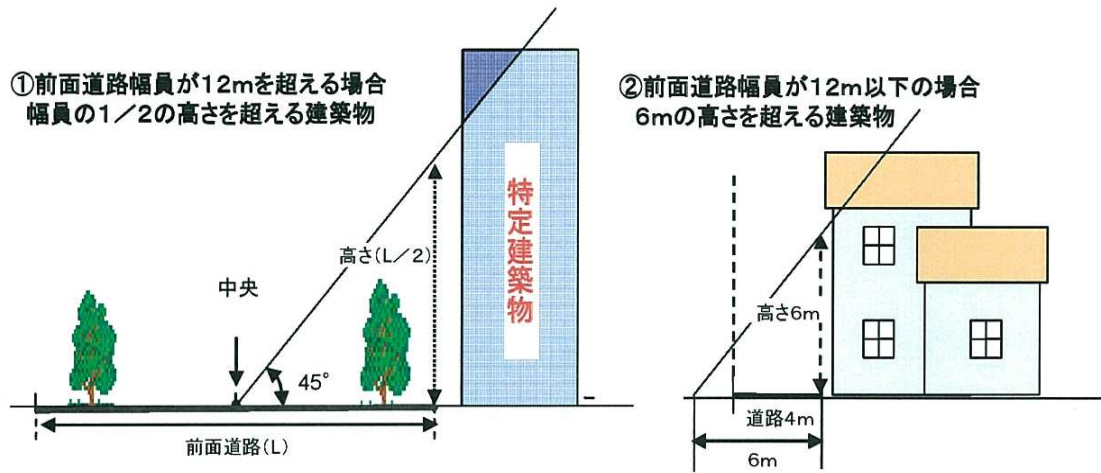 ①前面道路幅員が12mを超える場合
幅員の1/2の高さを超える建築物
特定建築物
高さ(L/2)
中央
45°
前面道路(L)
②前面道路幅員が12m以下の場合
6mの高さを超える建築物
高さ6m
道路4m
6m